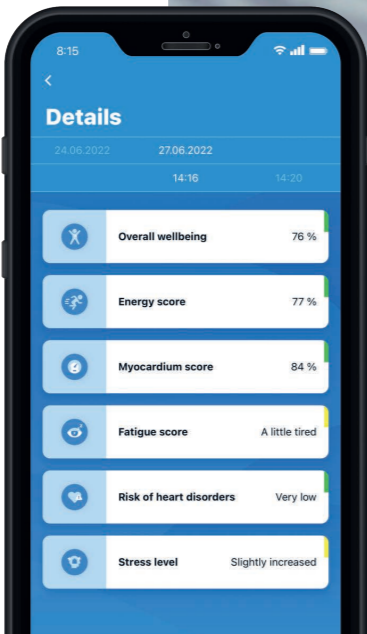 8:15
Details
24.06.2022 27.06.2022
14:16 14:20
Overall wellbeing 76 %
Energy score 77 %
Myocardium score 84 %
Fatigue score A little tired
Risk of heart disorders Very low
Stress level Slightly increased